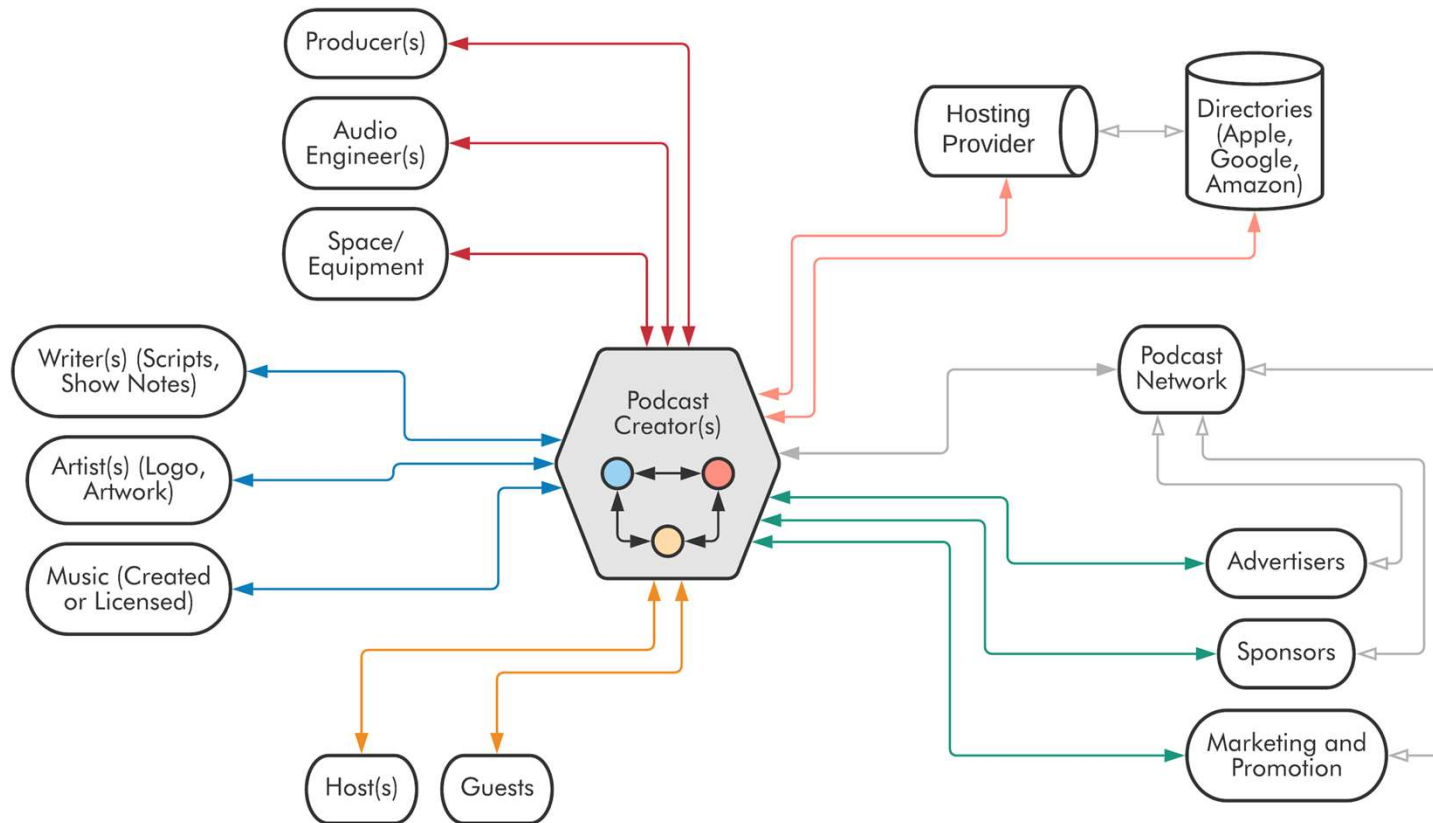 Producer(s)
Audio
Engineer(s)
Space/
Equipment
Hosting
Provider
Directories
(Apple,
Google,
Amazon)
Writer(s) (Scripts,
Show Notes)
Artist(s) (Logo,
Artwork)
Music (Created
or Licensed)
Podcast
Creator(s)
Podcast
Network
Advertisers
Sponsors
Marketing and
Promotion
Host(s)
Guests